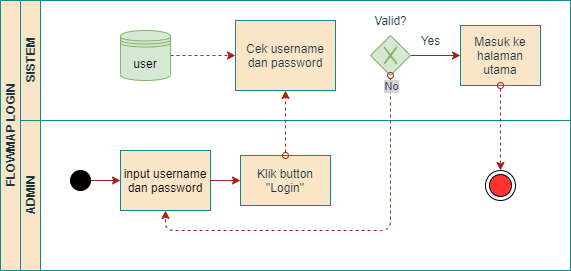 FLOWMAP LOGIN
SISTEM
user
Cek username
dan password
Valid?
Yes
No
Masuk ke
halaman
utama
ADMIN
input username
dan password
Klik button
"Login"